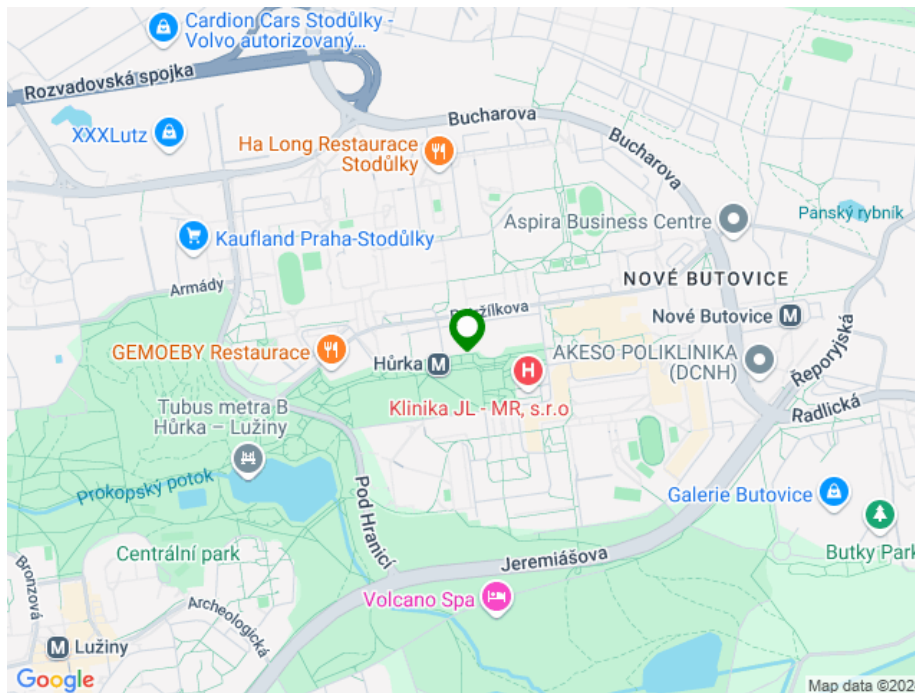 Cardion Cars Stodůlky -
Volvo autorizovaný...
Rozvadovská spojka
XXXLutz
Bucharova
Bucharova
Ha Long Restaurace
Stodůlky
Aspira Business Centre
Panský rybník
Kaufland Praha-Stodůlky
NOVÉ BUTOVICE
Armády
Nové Butovice
M
GEMOEBY Restaurace
Hůrka
M
H
AKESO POLIKLINIKA
(DCNH)
Řeporyjská
Radlická
Klinika JL - MR, s.r.o
Tubus metra B
Hůrka – Lužiny
Prokopský potok
Pod Hranicí
Galerie Butovice
Butky Park
Centrální park
Jeremiášova
Bronzová
Archeologická
Volcano Spa
M
Lužiny
Google
Map data